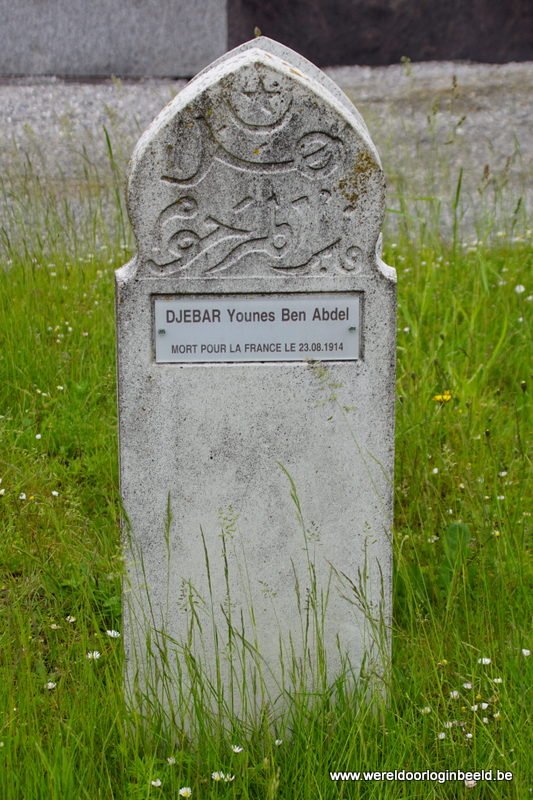 DJEBAR Younes Ben Abdel
MORT POUR LA FRANCE LE 23.08.1914
www.wereldoorloginbeeld.be